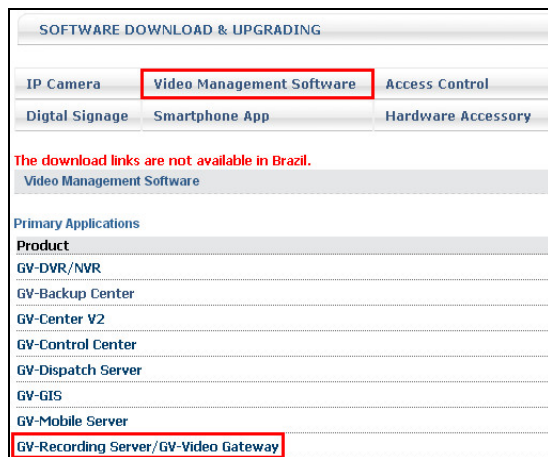 SOFTWARE DOWNLOAD & UPGRADING
IP Camera Video Management Software Access Control
Digtal Signage Smartphone App Hardware Accessory
The download links are not available in Brazil.
Video Management Software
Primary Applications
Product
GV-DVR/NVR
GV-Backup Center
GV-Center V2
GV-Control Center
GV-Dispatch Server
GV-GIS
GV-Mobile Server
GV-Recording Server/GV-Video Gateway